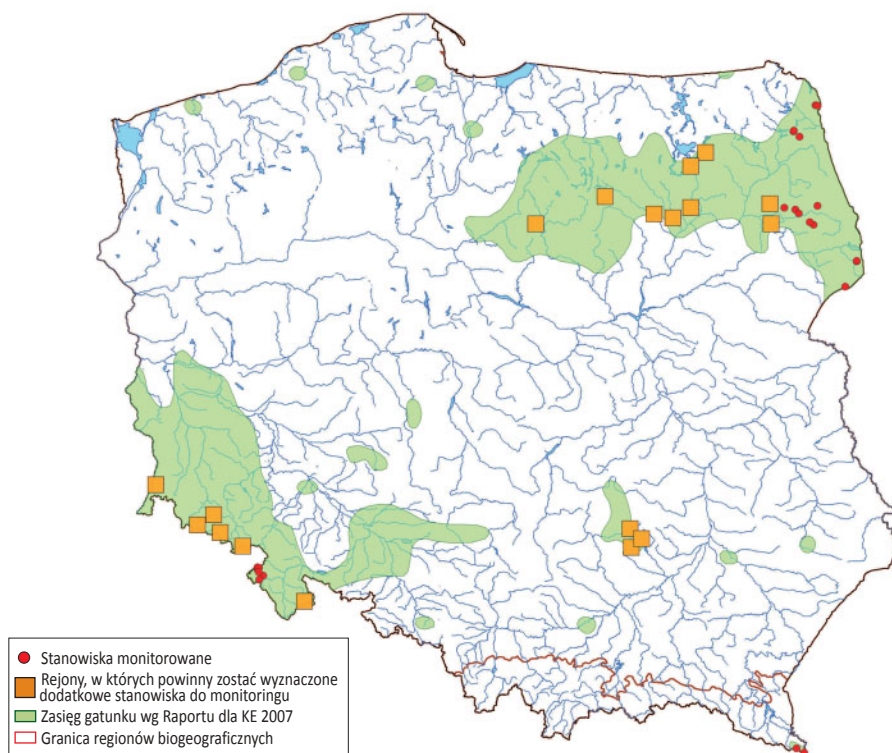 Stanowiska monitorowane
Rejony, w których powinny zostać wyznaczone
dodatkowe stanowiska do monitoringu
Zasięg gatunku wg Raportu dla KE 2007
Granica regionów biogeograficznych